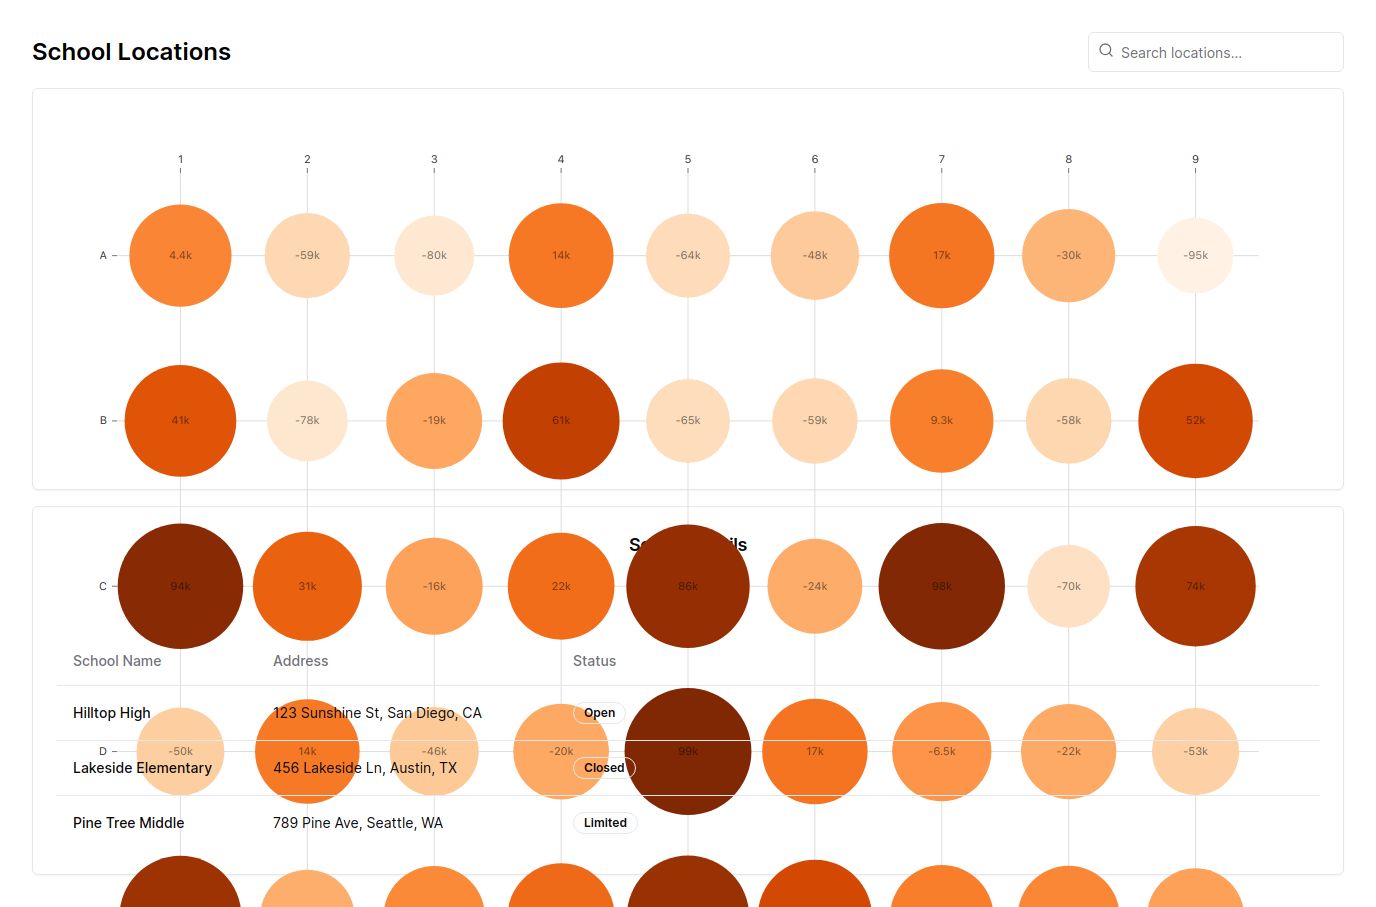 School Locations
Search locations...
1 2 3 4 5 6 7 8 9
A 4.4k -59k -80k 14k -64k -48k 17k -30k -95k
B 41k -78k -19k 61k -65k -59k 9.3k -58k 52k
C 94k 31k -16k 22k 86k -24k 98k -70k 74k
School Name Address Status
Hilltop High 123 Sunshine St, San Diego, CA Open
D -50k 14k -46k -20k 99k 17k -6.5k -22k -53k
Lakeside Elementary 456 Lakeside Ln, Austin, TX Closed
Pine Tree Middle 789 Pine Ave, Seattle, WA Limited